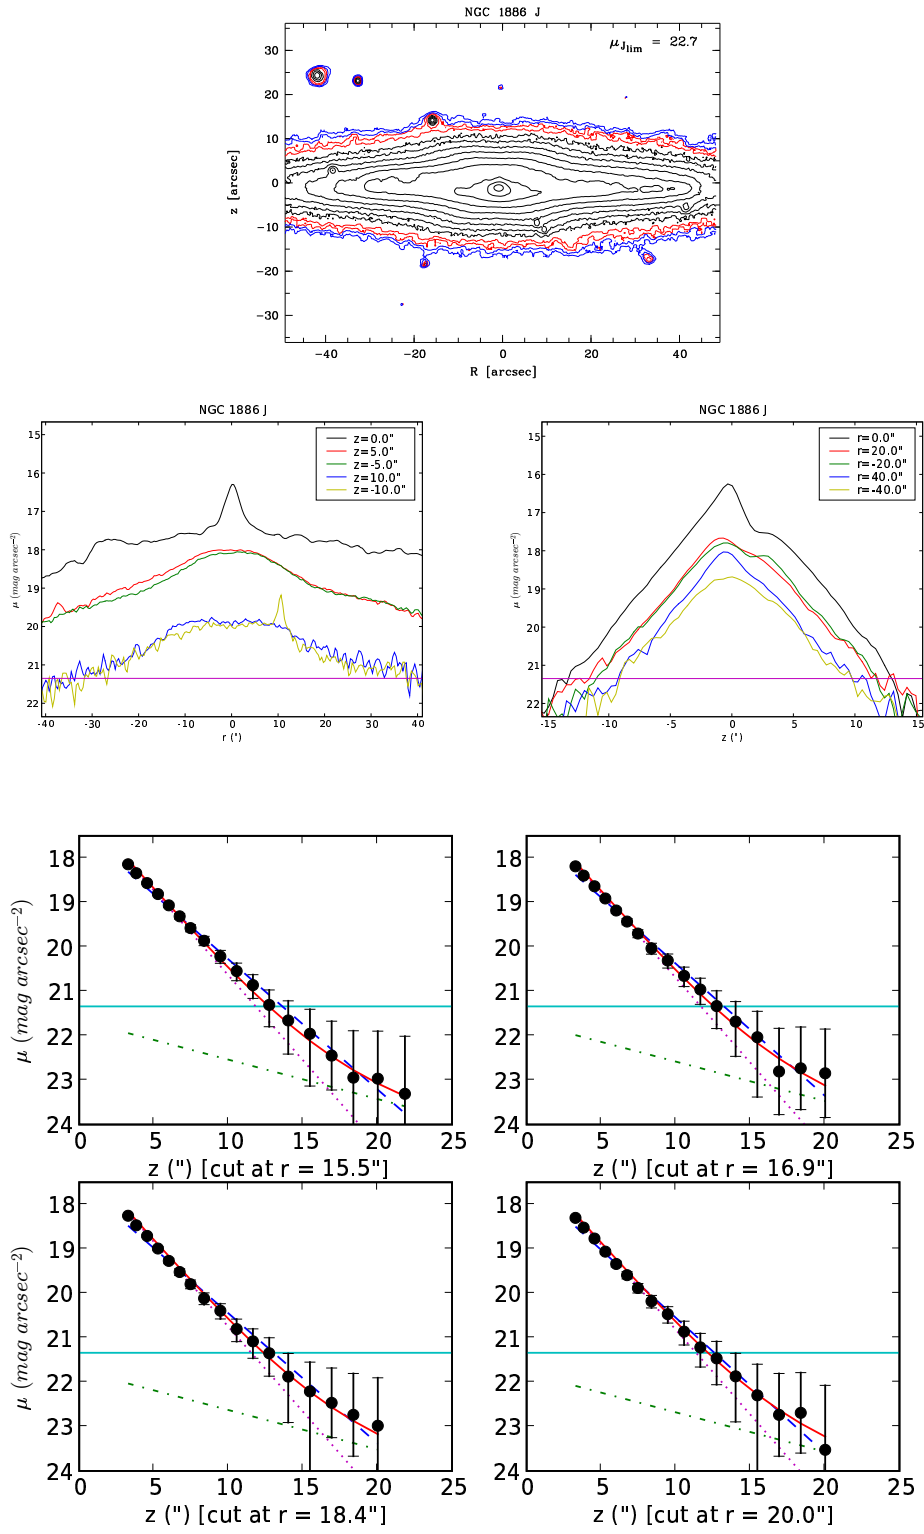 NGC 1886 J
μJlim = 22.7
30
20
10
0
−10
−20
−30
z [arcsec]
−40 −20 0 20 40
R [arcsec]
NGC 1886 J
15
16
17
18
19
20
21
22
μ (mag arcsec−2)
z=0.0"
z=5.0"
z=-5.0"
z=10.0"
z=-10.0"
-40 -30 -20 -10 0 10 20 30 40
r (")
NGC 1886 J
15
16
17
18
19
20
21
22
μ (mag arcsec−2)
r=0.0"
r=20.0"
r=-20.0"
r=40.0"
r=-40.0"
-15 -10 -5 0 5 10 15
z (")
18
19
20
21
22
23
24
μ (mag arcsec−2)
0 5 10 15 20 25
z (") [cut at r = 15.5"]
18
19
20
21
22
23
24
0 5 10 15 20 25
z (") [cut at r = 16.9"]
18
19
20
21
22
23
24
μ (mag arcsec−2)
0 5 10 15 20 25
z (") [cut at r = 18.4"]
18
19
20
21
22
23
24
0 5 10 15 20 25
z (") [cut at r = 20.0"]